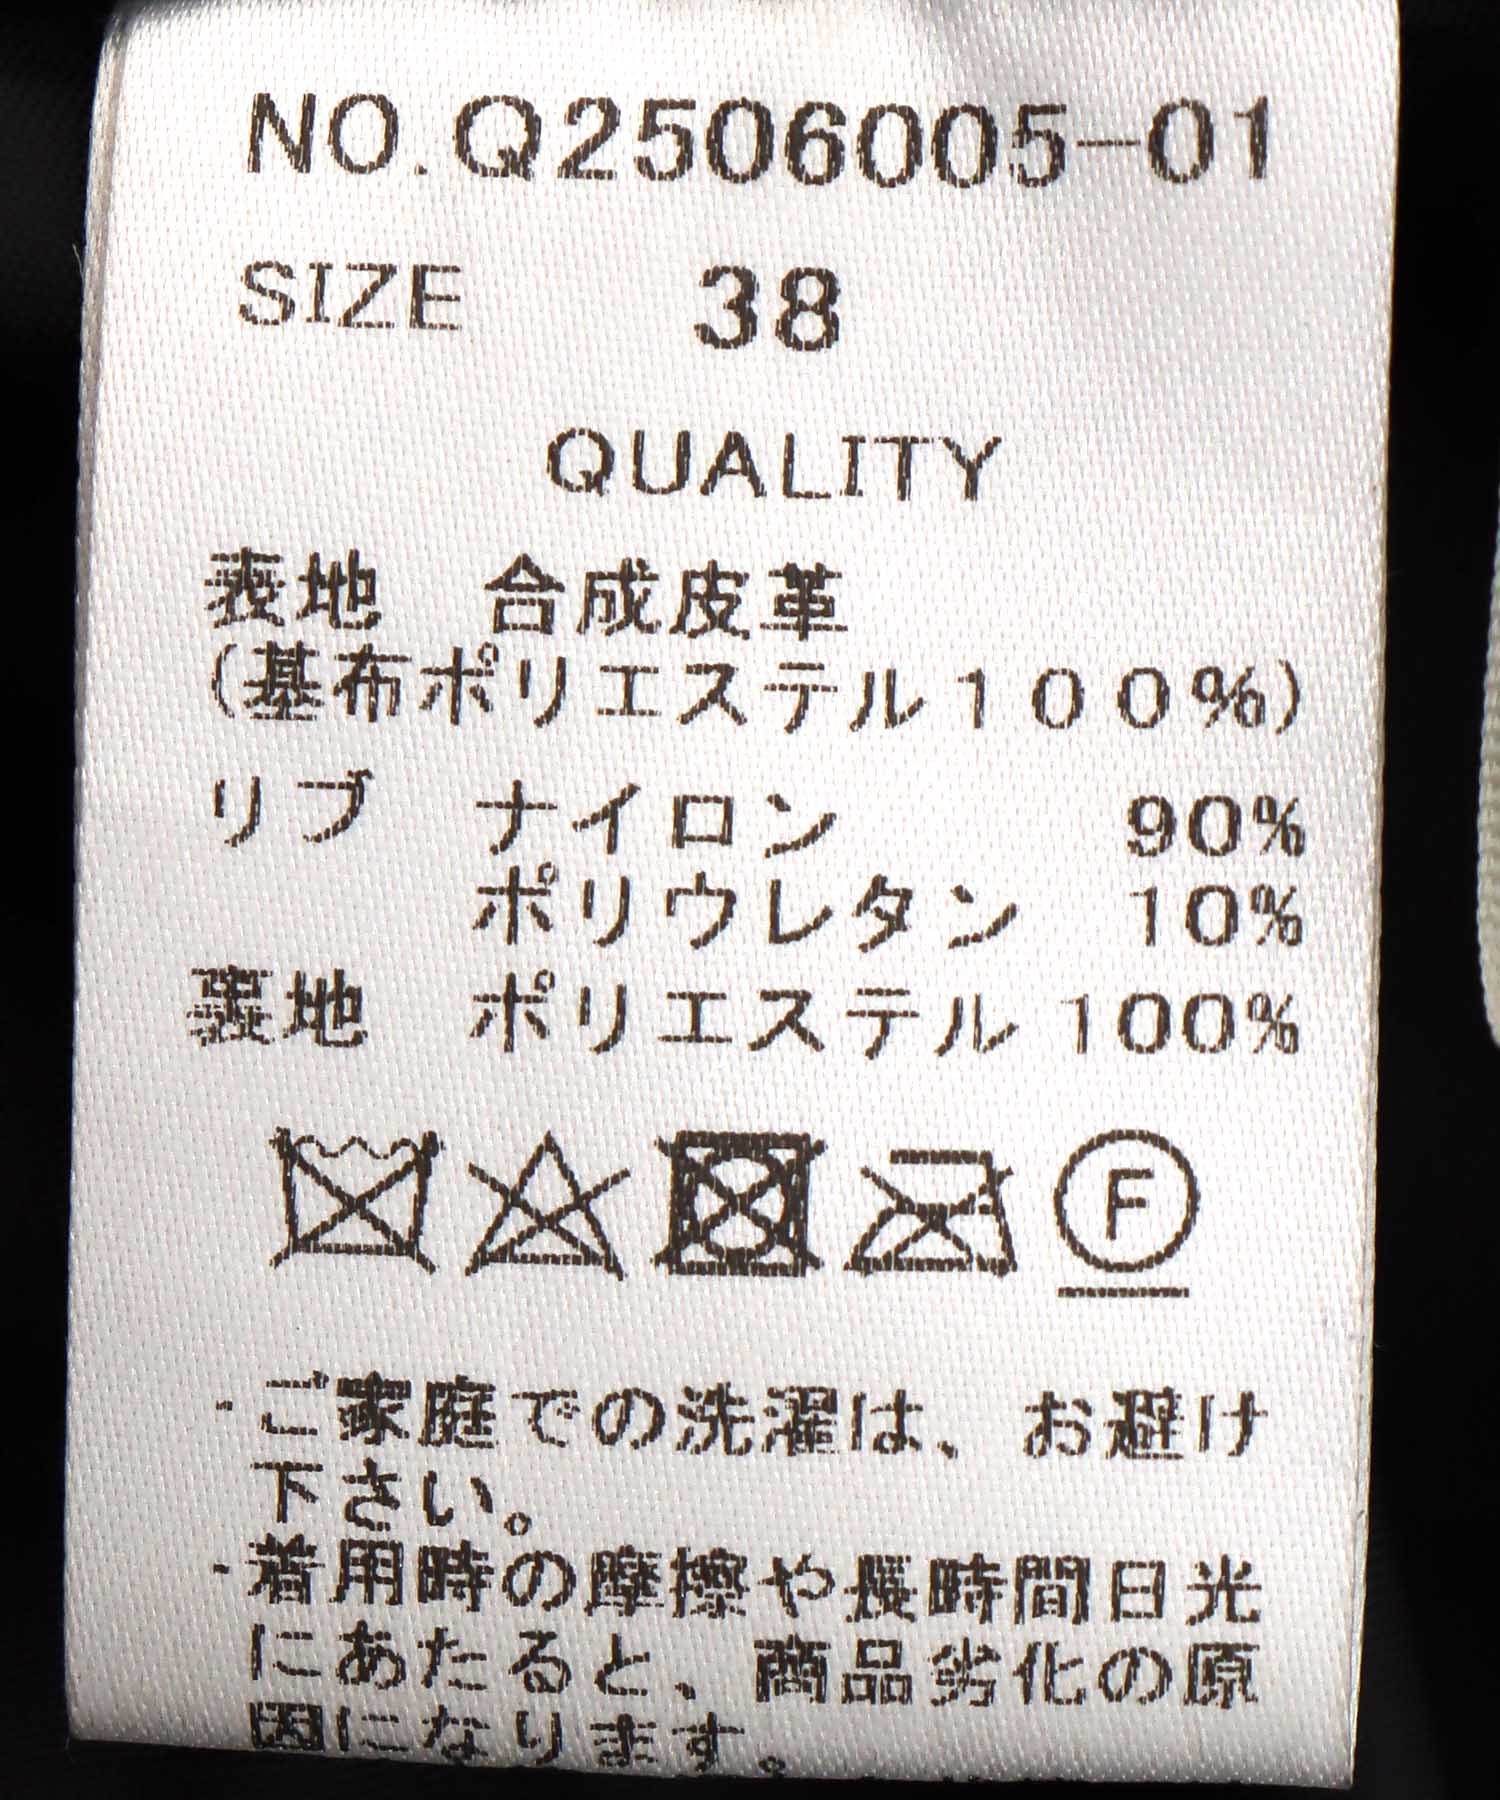 NO.Q2506005-01
SIZE 38
QUALITY
表地 合成皮革
(基布ポリエステル100%)
リブ ナイロン 90%
ポリウレタン 10%
裏地 ポリエステル 100%
F
・ご家庭での洗濯は、お避け
下さい。
・着用時の摩擦や長時間日光
にあたると、商品劣化の原
因になります。